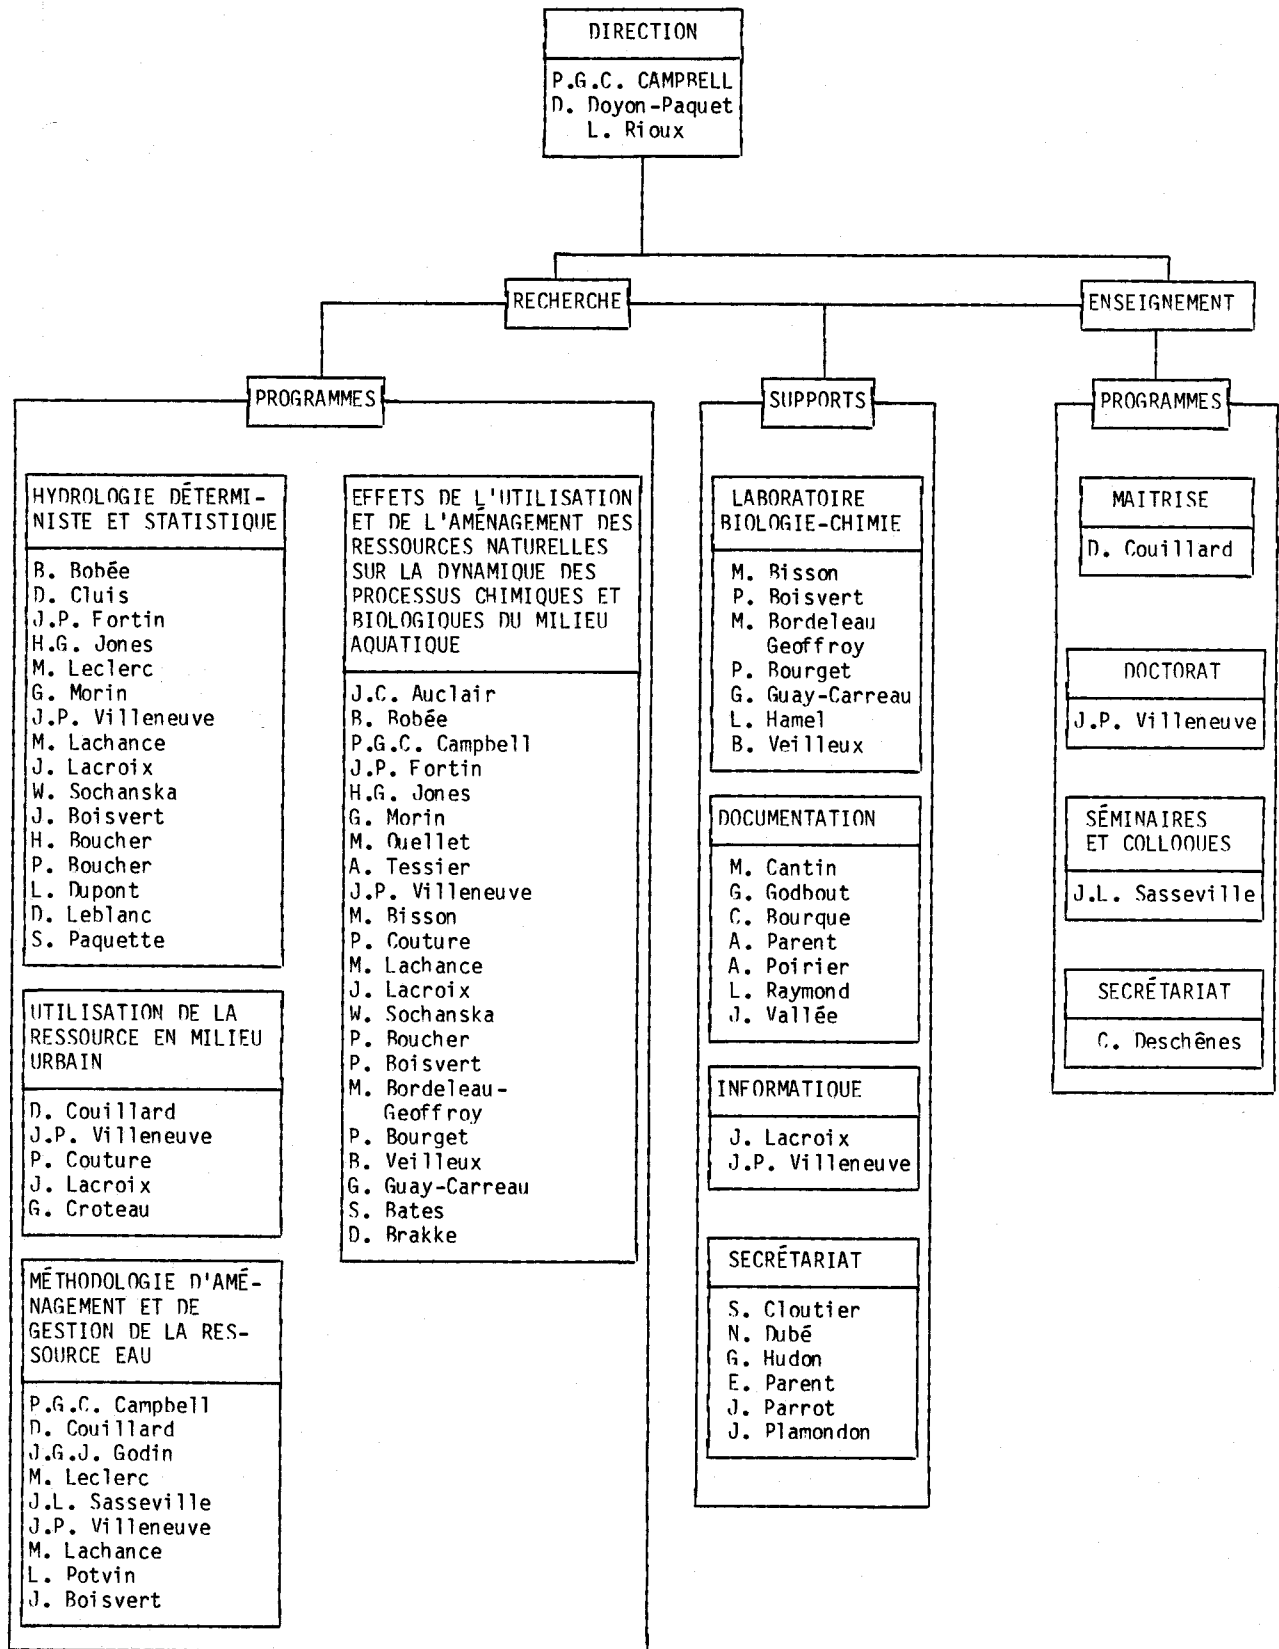 DIRECTION
P.G.C. CAMPBELL
D. Doyon-Paquet
L. Rioux
RECHERCHE
ENSEIGNEMENT
PROGRAMMES
SUPPORTS
PROGRAMMES
HYDROLOGIE DÉTERMI-
NISTE ET STATISTIQUE
B. Bobée
D. Cluis
J.P. Fortin
H.G. Jones
M. Leclerc
G. Morin
J.P. Villeneuve
M. Lachance
J. Lacroix
W. Sochanska
J. Boisvert
H. Boucher
P. Boucher
L. Dupont
D. Leblanc
S. Paquette
UTILISATION DE LA
RESSOURCE EN MILIEU
URBAIN
D. Couillard
J.P. Villeneuve
P. Couture
J. Lacroix
G. Croteau
MÉTHODOLOGIE D'AMÉ-
NAGEMENT ET DE
GESTION DE LA RES-
SOURCE EAU
P.G.C. Campbell
D. Couillard
J.G.J. Godin
M. Leclerc
J.L. Sasseville
J.P. Villeneuve
M. Lachance
L. Potvin
J. Boisvert
EFFETS DE L'UTILISATION
ET DE L'AMÉNAGEMENT DES
RESSOURCES NATURELLES
SUR LA DYNAMIQUE DES
PROCESSUS CHIMIQUES ET
BIOLOGIQUES DU MILIEU
AQUATIQUE
J.C. Auclair
B. Bobée
P.G.C. Campbell
J.P. Fortin
H.G. Jones
G. Morin
M. Ouellet
A. Tessier
J.P. Villeneuve
M. Bisson
P. Couture
M. Lachance
J. Lacroix
W. Sochanska
P. Boucher
P. Boisvert
M. Bordeleau-
Geoffroy
P. Bourget
B. Veilleux
G. Guay-Carreau
S. Bates
D. Brakke
LABORATOIRE
BIOLOGIE-CHIMIE
M. Bisson
P. Boisvert
M. Bordeleau
Geoffroy
P. Bourget
G. Guay-Carreau
L. Hamel
B. Veilleux
DOCUMENTATION
M. Cantin
G. Godbout
C. Bourque
A. Parent
A. Poirier
L. Raymond
J. Vallée
INFORMATIQUE
J. Lacroix
J.P. Villeneuve
SECRÉTARIAT
S. Cloutier
N. Dubé
G. Hudon
E. Parent
J. Parrot
J. Plamondon
MAITRISE
D. Couillard
DOCTORAT
J.P. Villeneuve
SÉMINAIRES
ET COLLOQUES
J.L. Sasseville
SECRÉTARIAT
C. Deschênes